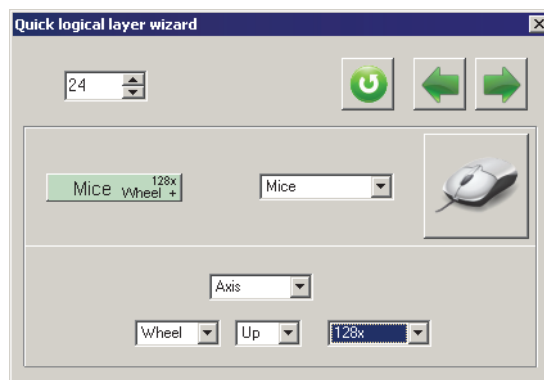 Quick logical layer wizard
24
Mice 128x Wheel +
Mice
Axis
Wheel Up 128x